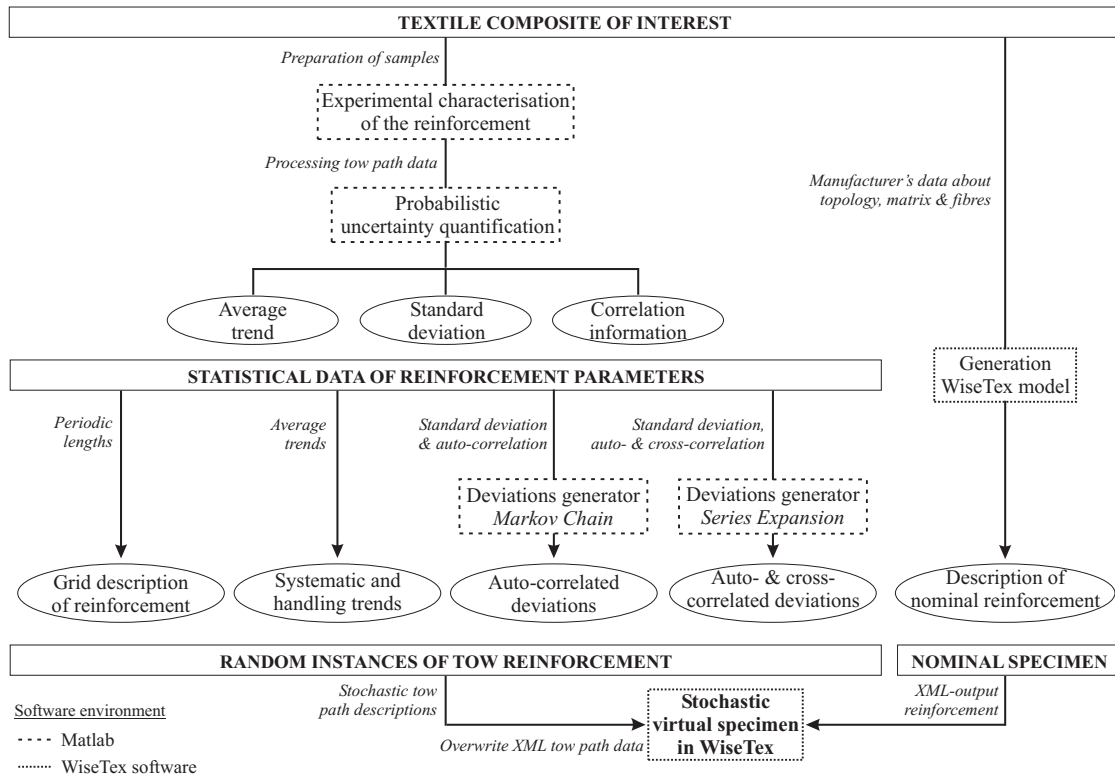 TEXTILE COMPOSITE OF INTEREST
Preparation of samples
Experimental characterisation
of the reinforcement
Processing tow path data
Manufacturer's data about
topology, matrix & fibres
Probabilistic
uncertainty quantification
Average
trend
Standard
deviation
Correlation
information
Generation
WiseTex model
STATISTICAL DATA OF REINFORCEMENT PARAMETERS
Periodic
lengths
Average
trends
Standard deviation
& auto-correlation
Standard deviation,
auto- & cross-correlation
Deviations generator
Markov Chain
Deviations generator
Series Expansion
Grid description
of reinforcement
Systematic and
handling trends
Auto-correlated
deviations
Auto- & cross-
correlated deviations
Description of
nominal reinforcement
RANDOM INSTANCES OF TOW REINFORCEMENT
NOMINAL SPECIMEN
Stochastic tow
path descriptions
Overwrite XML tow path data
Stochastic
virtual specimen
in WiseTex
XML-output
reinforcement
Software environment
Matlab
WiseTex software